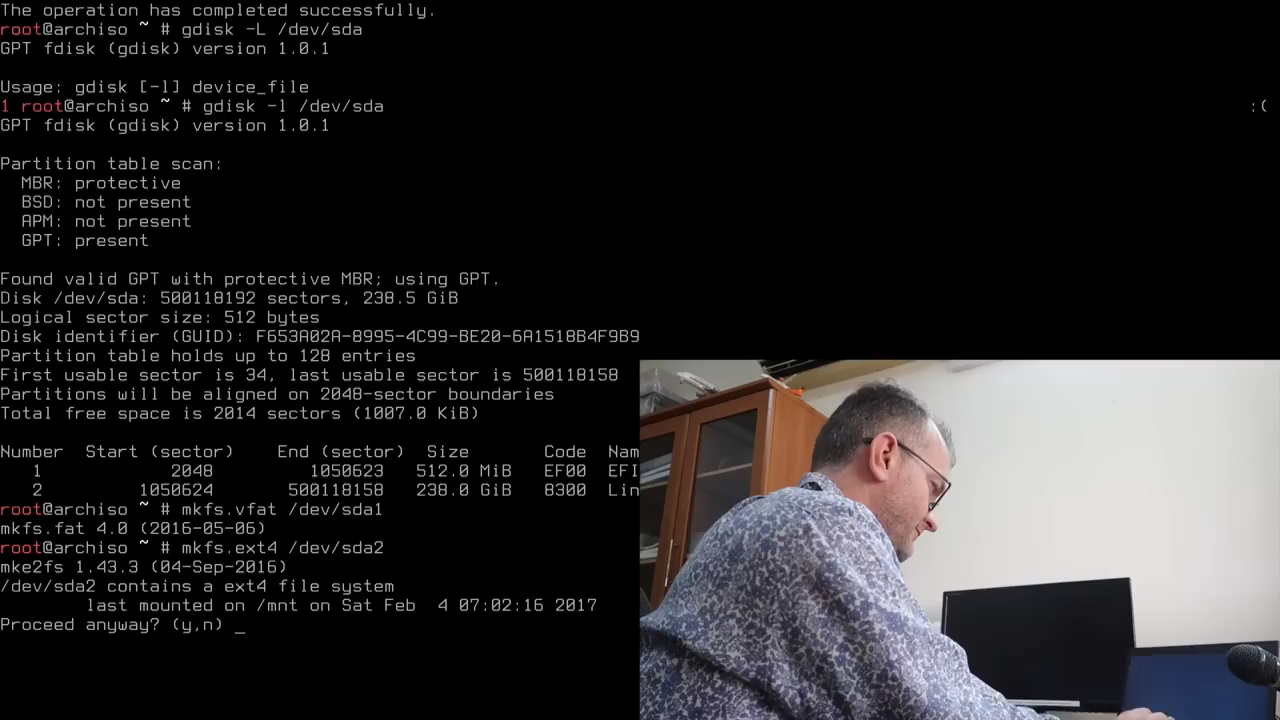 The operation has completed successfully.
root@archiso ~ # gdisk -L /dev/sda
GPT fdisk (gdisk) version 1.0.1
Usage: gdisk [-l] device_file
1 root@archiso ~ # gdisk -l /dev/sda :(
GPT fdisk (gdisk) version 1.0.1
Partition table scan:
MBR: protective
BSD: not present
APM: not present
GPT: present
Found valid GPT with protective MBR; using GPT.
Disk /dev/sda: 500118192 sectors, 238.5 GiB
Logical sector size: 512 bytes
Disk identifier (GUID): F653A02A-8995-4C99-BE20-6A1518B4F9B9
Partition table holds up to 128 entries
First usable sector is 34, last usable sector is 500118158
Partitions will be aligned on 2048-sector boundaries
Total free space is 2014 sectors (1007.0 KiB)
Number Start (sector) End (sector) Size Code Nam
1 2048 1050623 512.0 MiB EF00 EFI
2 1050624 500118158 238.0 GiB 8300 Lin
root@archiso ~ # mkfs.vfat /dev/sda1
mkfs.fat 4.0 (2016-05-06)
root@archiso ~ # mkfs.ext4 /dev/sda2
mke2fs 1.43.3 (04-Sep-2016)
/dev/sda2 contains a ext4 file system
last mounted on /mnt on Sat Feb 4 07:02:16 2017
Proceed anyway? (y,n) _